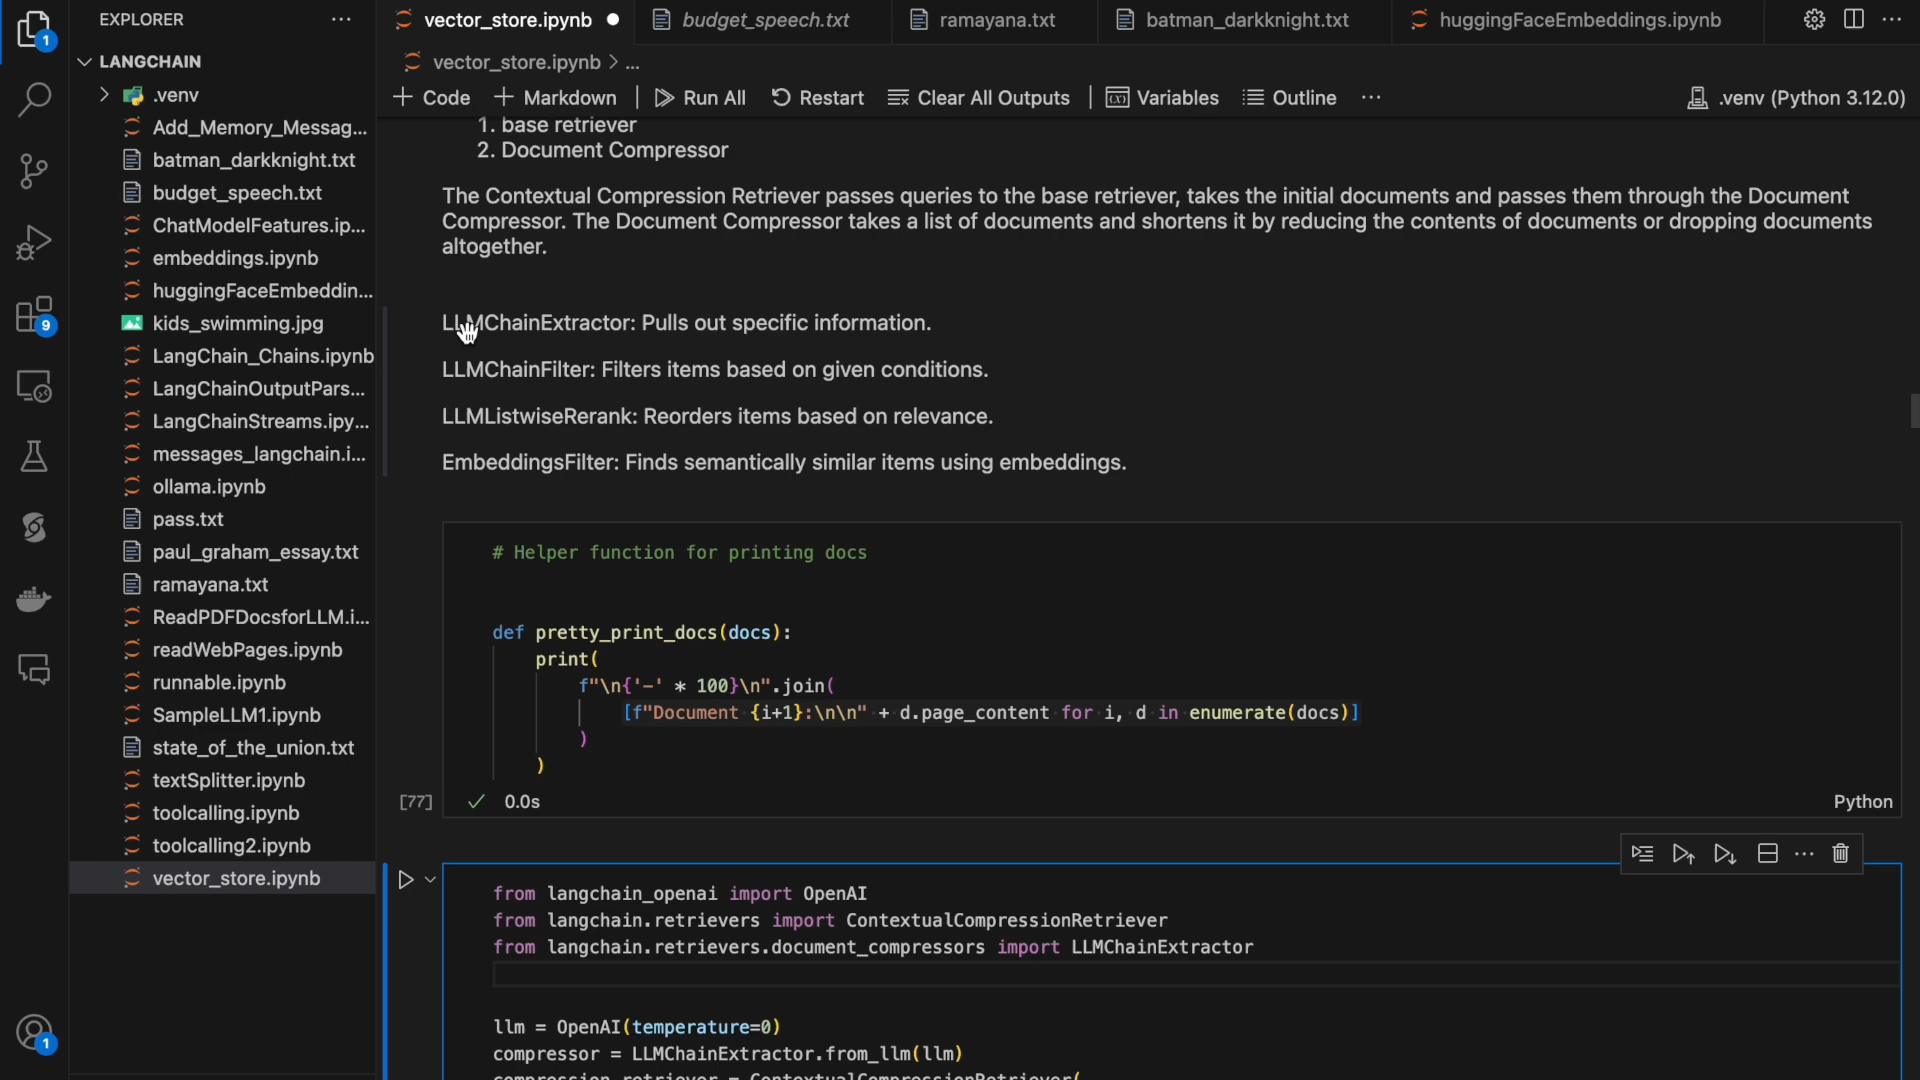 EXPLORER
LANGCHAIN
.venv
Add_Memory_Messag...
batman_darkknight.txt
budget_speech.txt
ChatModelFeatures.ip...
embeddings.ipynb
huggingFaceEmbeddin...
kids_swimming.jpg
LangChain_Chains.ipynb
LangChainOutputPars...
LangChainStreams.ipy...
messages_langchain.i...
ollama.ipynb
pass.txt
paul_graham_essay.txt
ramayana.txt
ReadPDFDocsforLLM.i...
readWebPages.ipynb
runnable.ipynb
SampleLLM1.ipynb
state_of_the_union.txt
textSplitter.ipynb
toolcalling.ipynb
toolcalling2.ipynb
vector_store.ipynb
1
9
1
vector_store.ipynb budget_speech.txt ramayana.txt batman_darkknight.txt huggingFaceEmbeddings.ipynb
vector_store.ipynb > ...
+ Code + Markdown | Run All Restart Clear All Outputs | Variables Outline ... .venv (Python 3.12.0)
1. base retriever
2. Document Compressor
The Contextual Compression Retriever passes queries to the base retriever, takes the initial documents and passes them through the Document
Compressor. The Document Compressor takes a list of documents and shortens it by reducing the contents of documents or dropping documents
altogether.
LLMChainExtractor: Pulls out specific information.
LLMChainFilter: Filters items based on given conditions.
LLMListwiseRerank: Reorders items based on relevance.
EmbeddingsFilter: Finds semantically similar items using embeddings.
# Helper function for printing docs
def pretty_print_docs(docs):
print(
f"\n{'-' * 100}\n".join(
[f"Document {i+1}:\n\n" + d.page_content for i, d in enumerate(docs)]
)
)
[77] 0.0s Python
from langchain_openai import OpenAI
from langchain.retrievers import ContextualCompressionRetriever
from langchain.retrievers.document_compressors import LLMChainExtractor
llm = OpenAI(temperature=0)
compressor = LLMChainExtractor.from_llm(llm)
compression_retriever = ContextualCompressionRetriever(